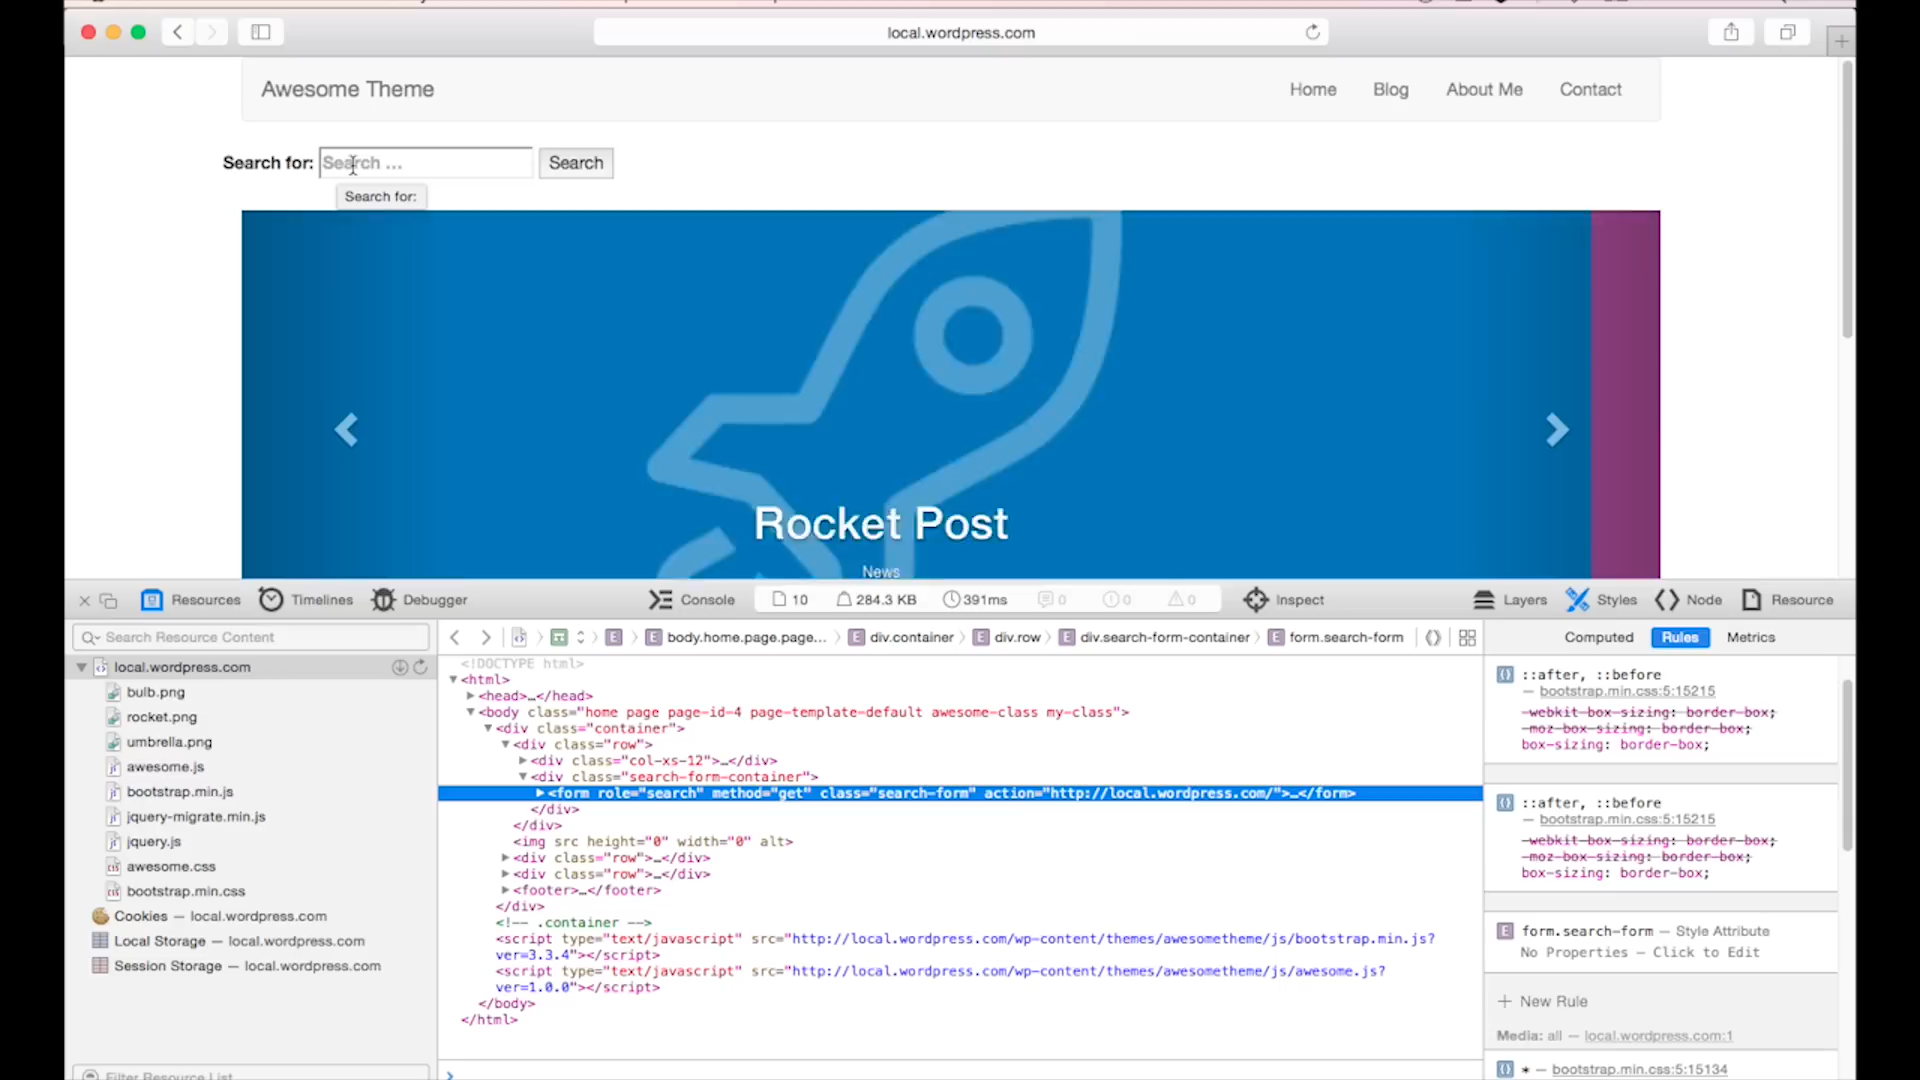 local.wordpress.com
Awesome Theme
Home Blog About Me Contact
Search for: Search ... Search
Search for:
Rocket Post
News
Resources Timelines Debugger Console 10 284.3 KB 391ms 0 0 0 Inspect Layers Styles Node Resource
Search Resource Content
body.home.page.page... div.container div.row div.search-form-container form.search-form
Computed Rules Metrics
local.wordpress.com
bulb.png
rocket.png
umbrella.png
awesome.js
bootstrap.min.js
jquery-migrate.min.js
jquery.js
awesome.css
bootstrap.min.css
Cookies — local.wordpress.com
Local Storage — local.wordpress.com
Session Storage — local.wordpress.com
<!DOCTYPE html>
<html>
<head>…</head>
<body class="home page page-id-4 page-template-default awesome-class my-class">
<div class="container">
<div class="row">
<div class="col-xs-12">…</div>
<div class="search-form-container">
<form role="search" method="get" class="search-form" action="http://local.wordpress.com/">…</form>
</div>
</div>
<img src height="0" width="0" alt>
<div class="row">…</div>
<div class="row">…</div>
<footer>…</footer>
</div>
<!-- .container -->
<script type="text/javascript" src="http://local.wordpress.com/wp-content/themes/awesometheme/js/bootstrap.min.js?
ver=3.3.4"></script>
<script type="text/javascript" src="http://local.wordpress.com/wp-content/themes/awesometheme/js/awesome.js?
ver=1.0.0"></script>
</body>
</html>
::after, ::before
— bootstrap.min.css:5:15215
-webkit-box-sizing: border-box;
-moz-box-sizing: border-box;
box-sizing: border-box;
::after, ::before
— bootstrap.min.css:5:15215
-webkit-box-sizing: border-box;
-moz-box-sizing: border-box;
box-sizing: border-box;
form.search-form — Style Attribute
No Properties — Click to Edit
+ New Rule
Media: all — local.wordpress.com:1
* — bootstrap.min.css:5:15134
Filter Resource List